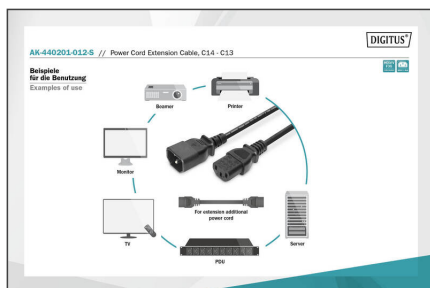 DIGITUS®
AK-440201-012-S // Power Cord Extension Cable, C14 - C13
Beispiele
für die Benutzung
Examples of use
Beamer
Printer
Monitor
For extension additional
power cord
TV
Server
PDU